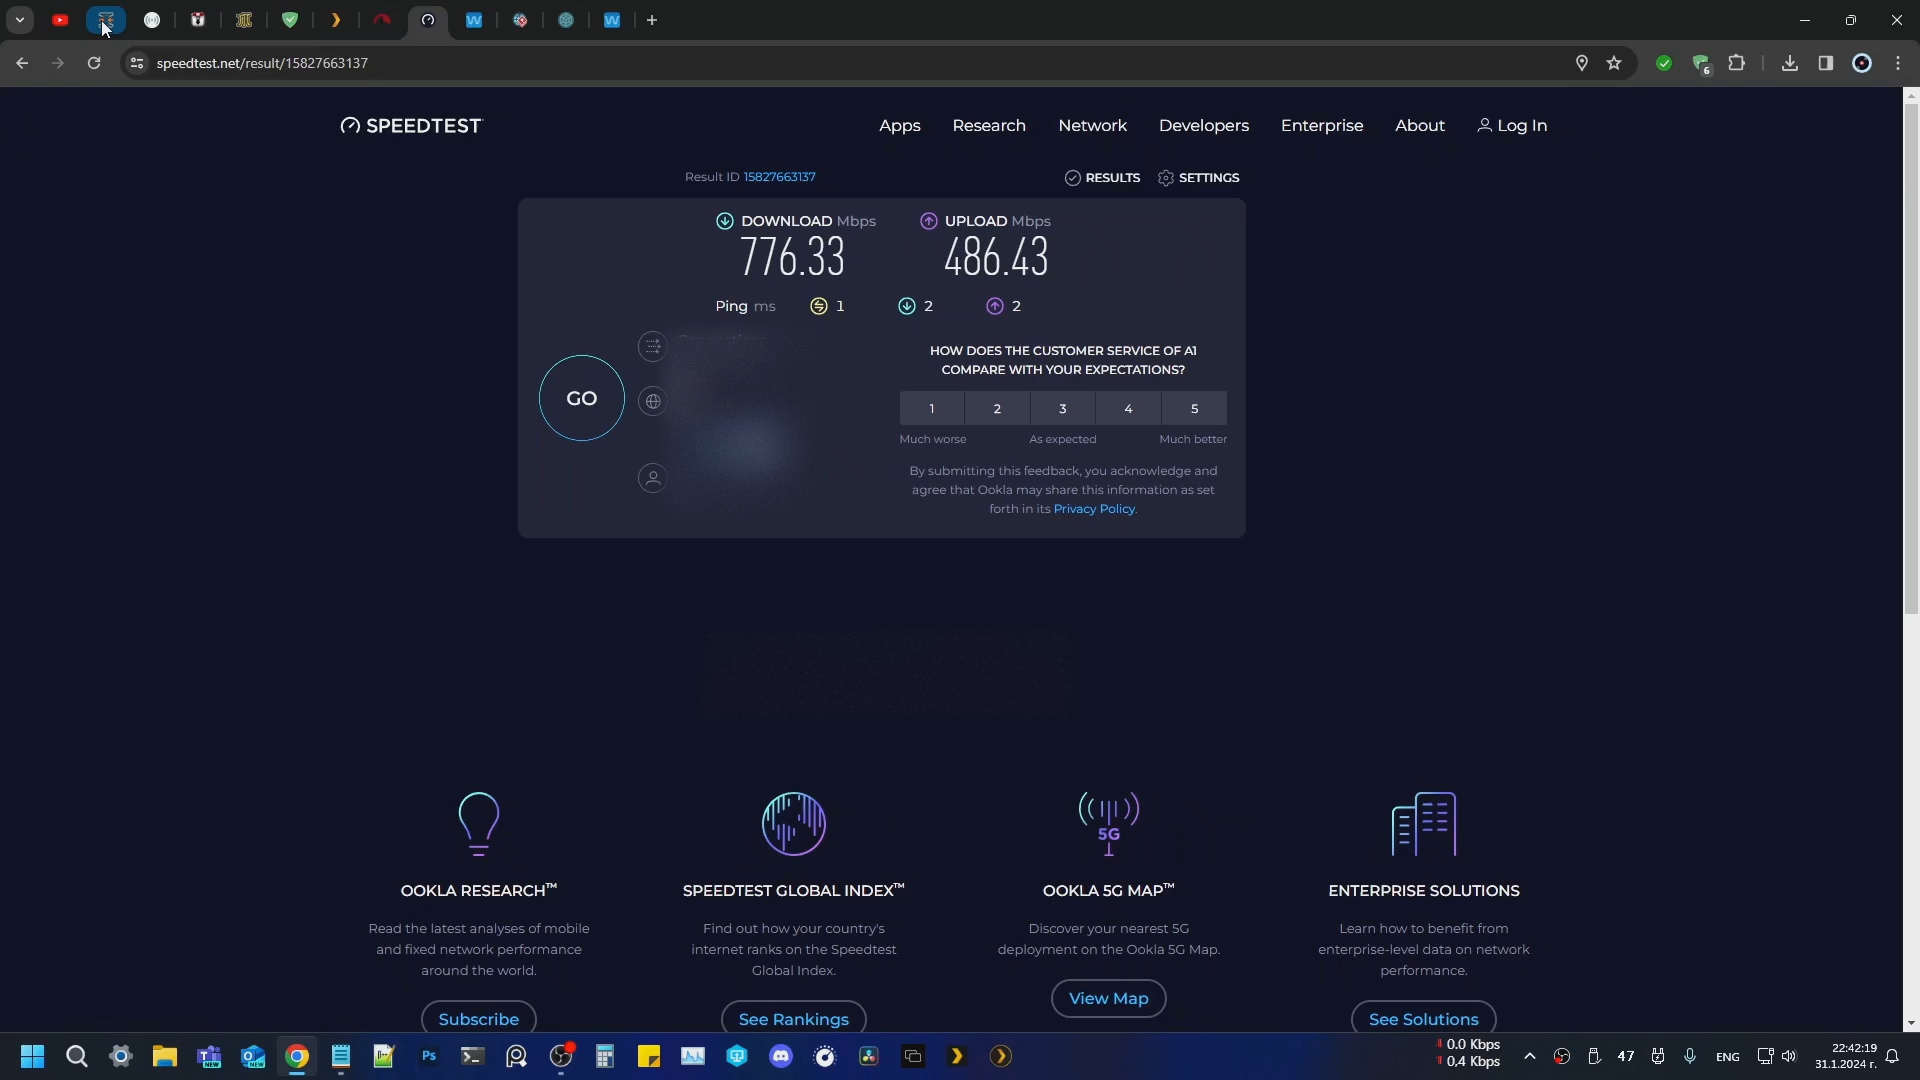 speedtest.net/result/15827663137
6
SPEEDTEST
Apps Research Network Developers Enterprise About Log In
Result ID 15827663137
RESULTS SETTINGS
DOWNLOAD Mbps UPLOAD Mbps
776.33 486.43
Ping ms 1 2 2
HOW DOES THE CUSTOMER SERVICE OF A1
COMPARE WITH YOUR EXPECTATIONS?
GO
1 2 3 4 5
Much worse As expected Much better
By submitting this feedback, you acknowledge and
agree that Ookla may share this information as set
forth in its Privacy Policy.
5G
OOKLA RESEARCH™ SPEEDTEST GLOBAL INDEX™ OOKLA 5G MAP™ ENTERPRISE SOLUTIONS
Read the latest analyses of mobile
and fixed network performance
around the world.
Find out how your country's
internet ranks on the Speedtest
Global Index.
Discover your nearest 5G
deployment on the Ookla 5G Map.
Learn how to benefit from
enterprise-level data on network
performance.
Subscribe See Rankings View Map See Solutions
NEW
NEW
Ps
0.0 Kbps
0,4 Kbps
47
ENG
22:42:19
31.1.2024 г.